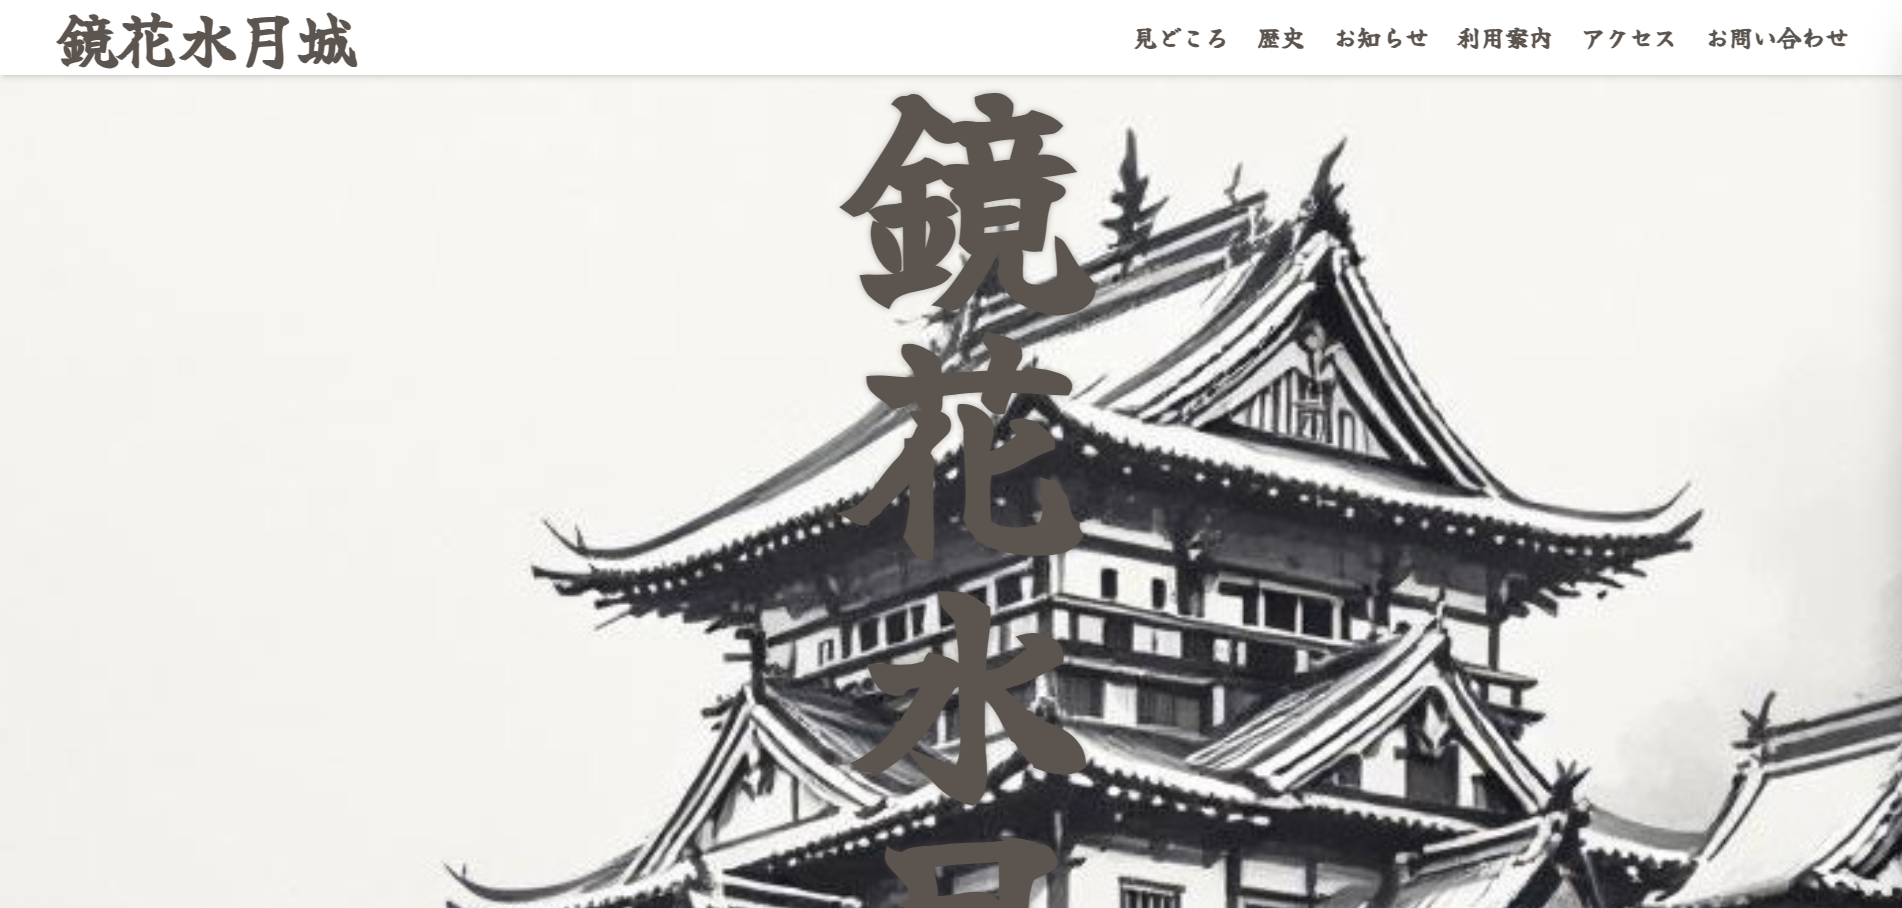 鏡花水月城
見どころ
歴史
お知らせ
利用案内
アクセス
お問い合わせ
鏡花水